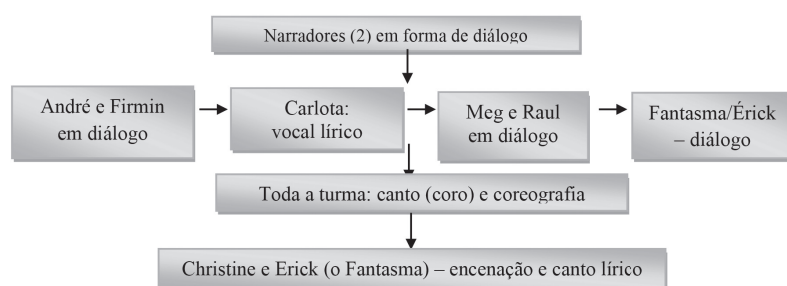 Narradores (2) em forma de diálogo
André e Firmin
em diálogo
Carlota:
vocal lírico
Meg e Raul
em diálogo
Fantasma/Érick
– diálogo
Toda a turma: canto (coro) e coreografia
Christine e Erick (o Fantasma) – encenação e canto lírico